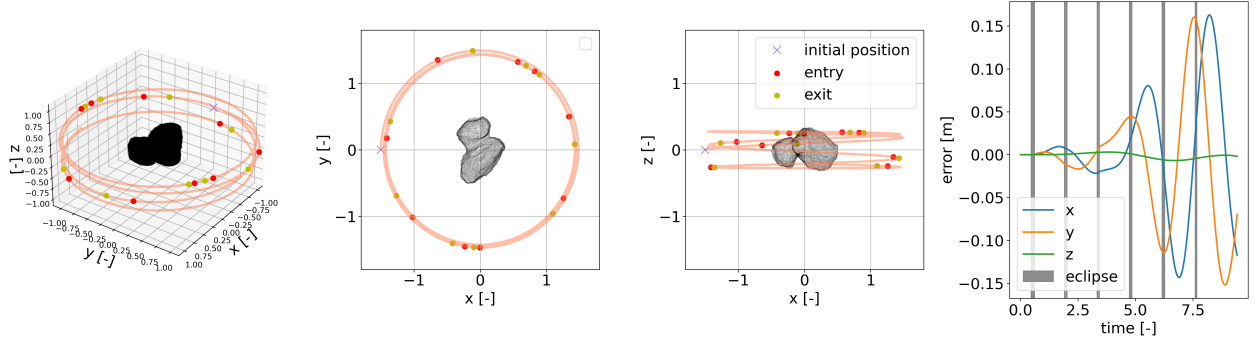 1.00
0.75
0.50
0.25
0.00
−0.25
−0.50
−0.75
−1.00
z [-]
−1.00
−0.75
−0.50
−0.25
0.00
0.25
0.50
0.75
1.00
y [-]
−1.00
−0.75
−0.50
−0.25
0.00
0.25
0.50
0.75
1.00
x [-]
1
0
−1
y [-]
−1 0 1
x [-]
initial position
entry
exit
1
0
−1
z [-]
−1 0 1
x [-]
0.15
0.10
0.05
0.00
−0.05
−0.10
−0.15
error [m]
x
y
z
eclipse
0.0 2.5 5.0 7.5
time [-]